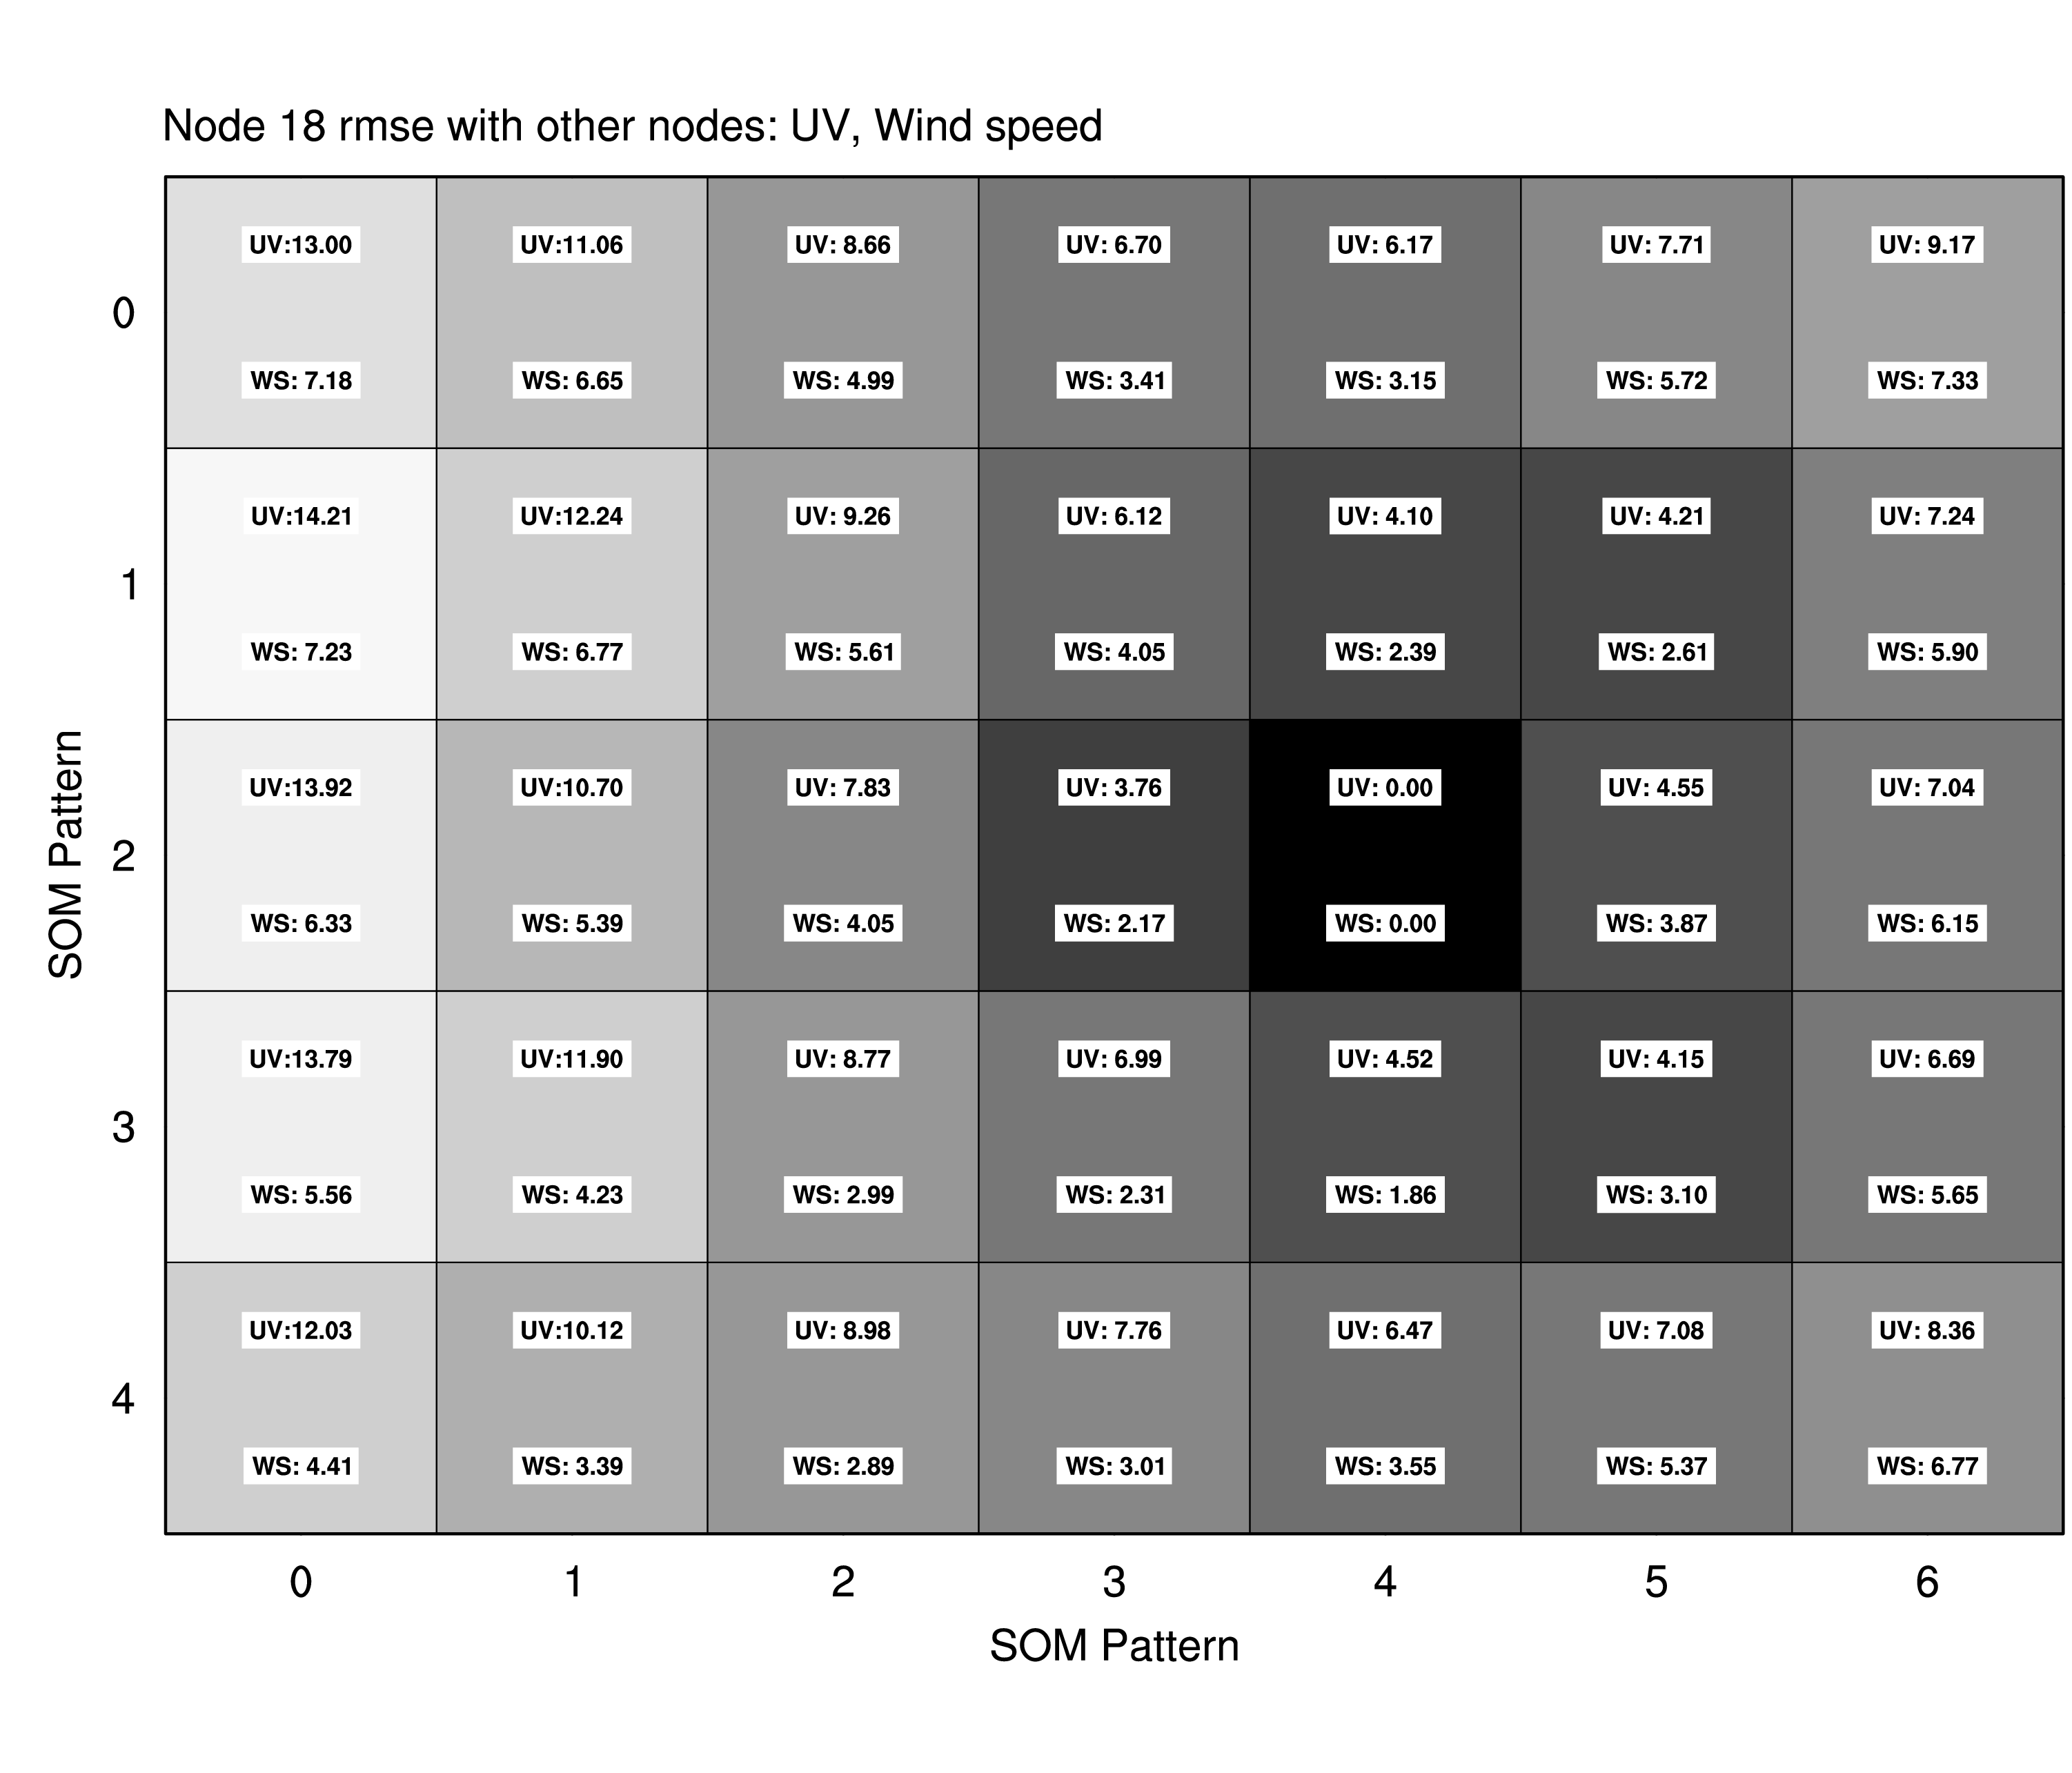 Node 18 rmse with other nodes: UV, Wind speed
UV:13.00 UV:11.06 UV: 8.66 UV: 6.70 UV: 6.17 UV: 7.71 UV: 9.17
0
WS: 7.18 WS: 6.65 WS: 4.99 WS: 3.41 WS: 3.15 WS: 5.72 WS: 7.33
UV:14.21 UV:12.24 UV: 9.26 UV: 6.12 UV: 4.10 UV: 4.21 UV: 7.24
1
WS: 7.23 WS: 6.77 WS: 5.61 WS: 4.05 WS: 2.39 WS: 2.61 WS: 5.90
SOM Pattern
UV:13.92 UV:10.70 UV: 7.83 UV: 3.76 UV: 0.00 UV: 4.55 UV: 7.04
2
WS: 6.33 WS: 5.39 WS: 4.05 WS: 2.17 WS: 0.00 WS: 3.87 WS: 6.15
UV:13.79 UV:11.90 UV: 8.77 UV: 6.99 UV: 4.52 UV: 4.15 UV: 6.69
3
WS: 5.56 WS: 4.23 WS: 2.99 WS: 2.31 WS: 1.86 WS: 3.10 WS: 5.65
UV:12.03 UV:10.12 UV: 8.98 UV: 7.76 UV: 6.47 UV: 7.08 UV: 8.36
4
WS: 4.41 WS: 3.39 WS: 2.89 WS: 3.01 WS: 3.55 WS: 5.37 WS: 6.77
0 1 2 3 4 5 6
SOM Pattern